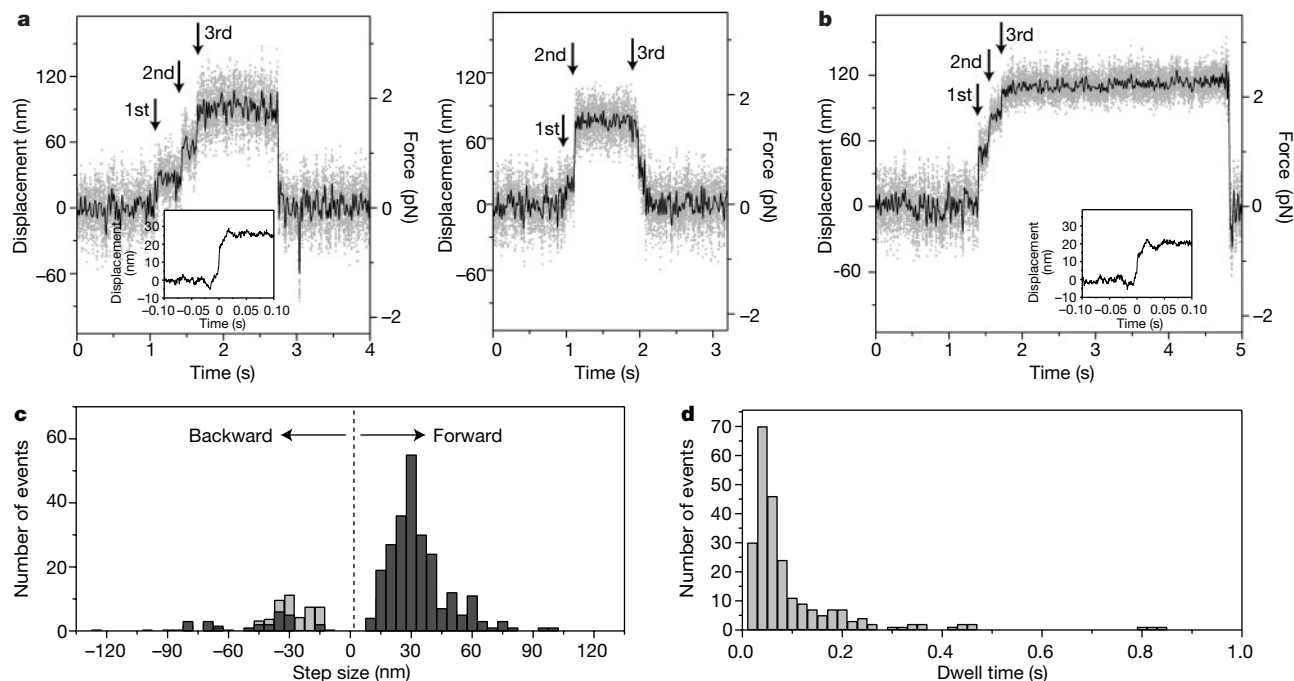 a
Displacement (nm)
120
60
0
−60
1st
2nd
3rd
2
0
−2
Force (pN)
0 1 2 3 4
Time (s)
Displacement
(nm)
30
20
10
0
−10
−0.10 −0.05 0 0.05 0.10
Time (s)
Displacement (nm)
120
60
0
−60
1st
2nd
3rd
2
0
−2
Force (pN)
0 1 2 3
Time (s)
b
Displacement (nm)
120
60
0
−60
1st
2nd
3rd
2
0
−2
Force (pN)
0 1 2 3 4 5
Time (s)
Displacement
(nm)
30
20
10
0
−10
−0.10 −0.05 0 0.05 0.10
Time (s)
c
Number of events
60
40
20
0
Backward Forward
−120 −90 −60 −30 0 30 60 90 120
Step size (nm)
d
Number of events
70
60
50
40
30
20
10
0
0.0 0.2 0.4 0.6 0.8 1.0
Dwell time (s)